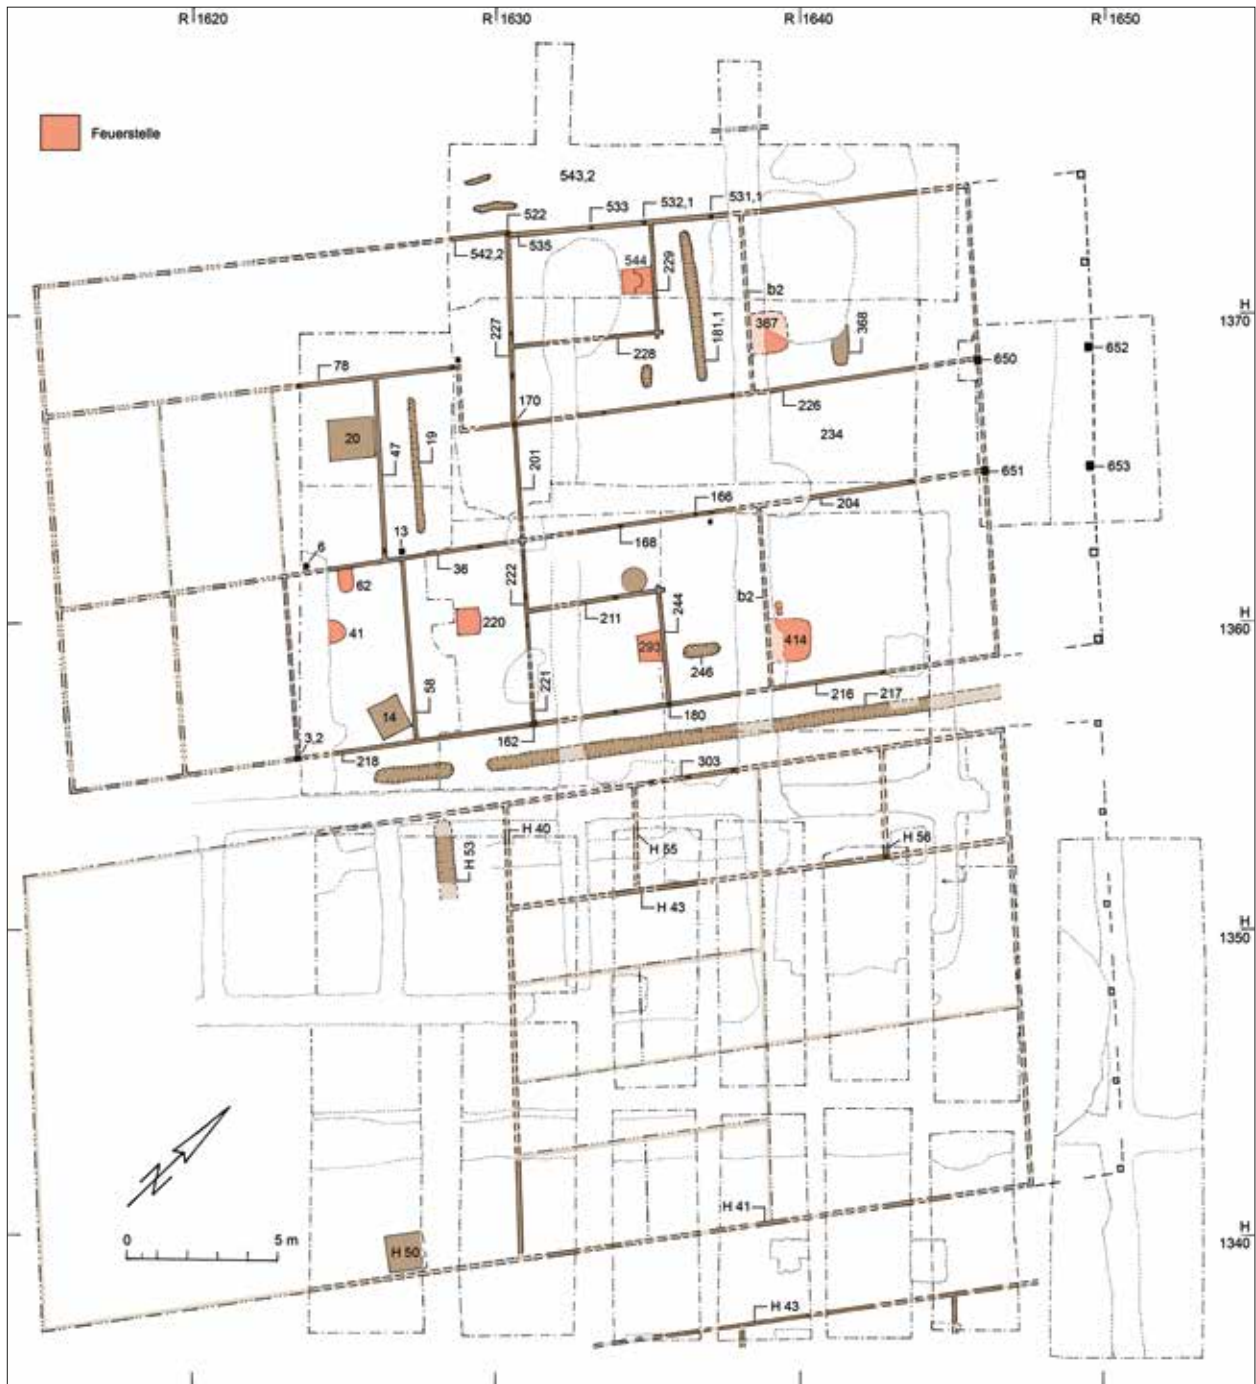 R 1620 R 1630 R 1640 R 1650
Feuerstelle
543,2
522 533 532,1 531,1
542,2 535
544 229 b2
H 1370
227 228 181,1 367 368
652
78 650
170 226
20 47 19 234
201 651 653
166 204
13
6 36 168
62 222
211 244 b2
H 1360
41 220 293 414
246
14 58 221
216 217
3,2 162 180
218
303
H 40 H 55 H 56
H 53
H 43
H 1350
N
H 41
0 5 m
H 50
H 1340
H 43